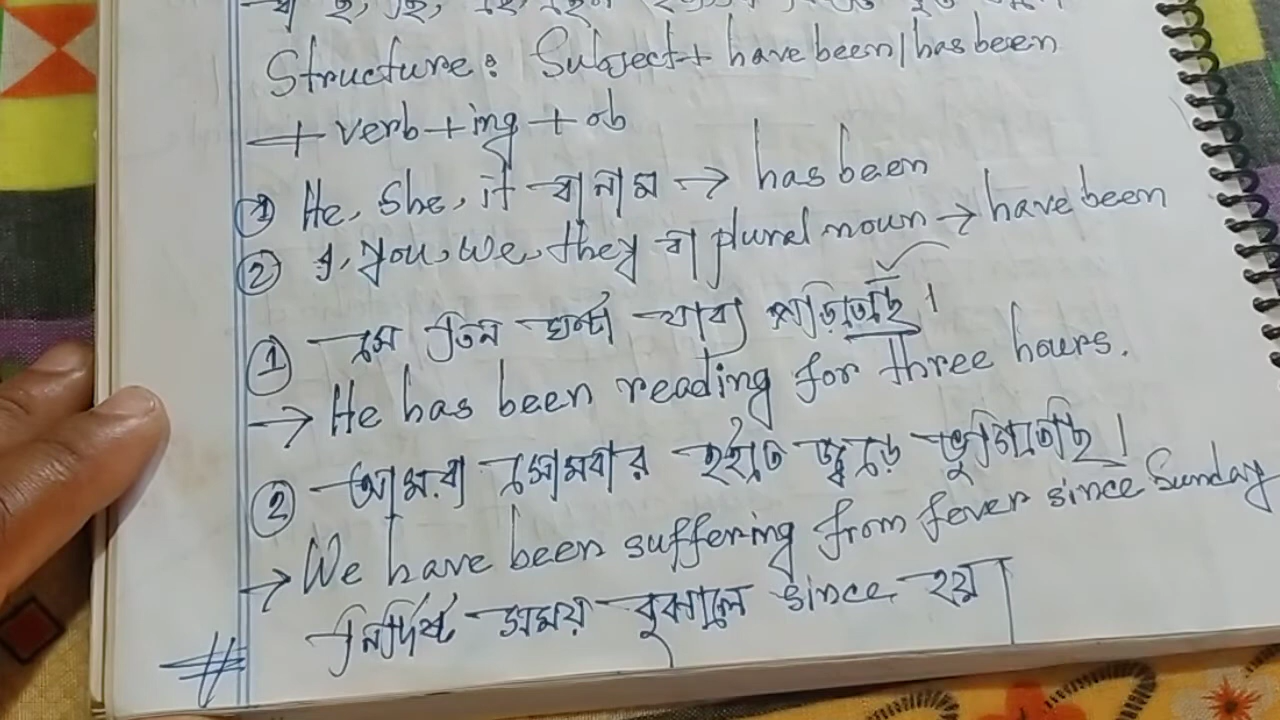 Structure: Subject + have been/has been
+ verb + ing + ob
① He, She, it বা নাম → has been
② I, You, We, they বা plural noun → have been
① সে তিন ঘন্টা যাবৎ পড়িতেছে।
→ He has been reading for three hours.
② আমরা সোমবার হইতে জ্বরে ভুগিতেছি।
→ We have been suffering from fever since Sunday
# নির্দিষ্ট সময় বুঝালে since হয়